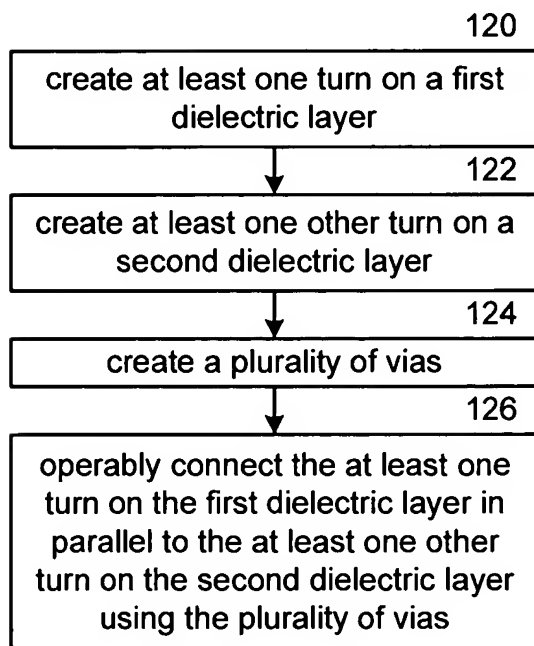 120
create at least one turn on a first
dielectric layer
122
create at least one other turn on a
second dielectric layer
124
create a plurality of vias
126
operably connect the at least one
turn on the first dielectric layer in
parallel to the at least one other
turn on the second dielectric layer
using the plurality of vias